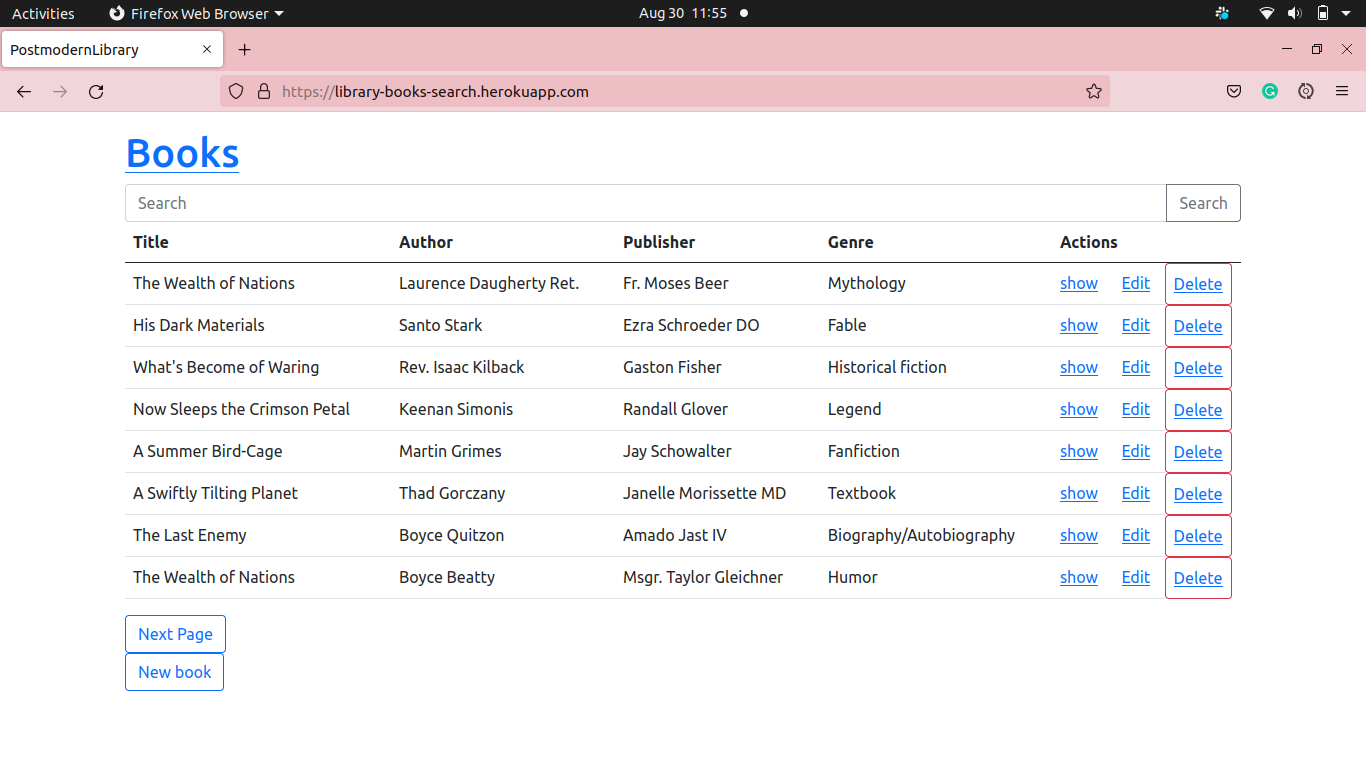 Activities Firefox Web Browser Aug 30 11:55
PostmodernLibrary
https://library-books-search.herokuapp.com
Books
Search Search
Title Author Publisher Genre Actions
The Wealth of Nations Laurence Daugherty Ret. Fr. Moses Beer Mythology show Edit Delete
His Dark Materials Santo Stark Ezra Schroeder DO Fable show Edit Delete
What's Become of Waring Rev. Isaac Kilback Gaston Fisher Historical fiction show Edit Delete
Now Sleeps the Crimson Petal Keenan Simonis Randall Glover Legend show Edit Delete
A Summer Bird-Cage Martin Grimes Jay Schowalter Fanfiction show Edit Delete
A Swiftly Tilting Planet Thad Gorczany Janelle Morissette MD Textbook show Edit Delete
The Last Enemy Boyce Quitzon Amado Jast IV Biography/Autobiography show Edit Delete
The Wealth of Nations Boyce Beatty Msgr. Taylor Gleichner Humor show Edit Delete
Next Page
New book